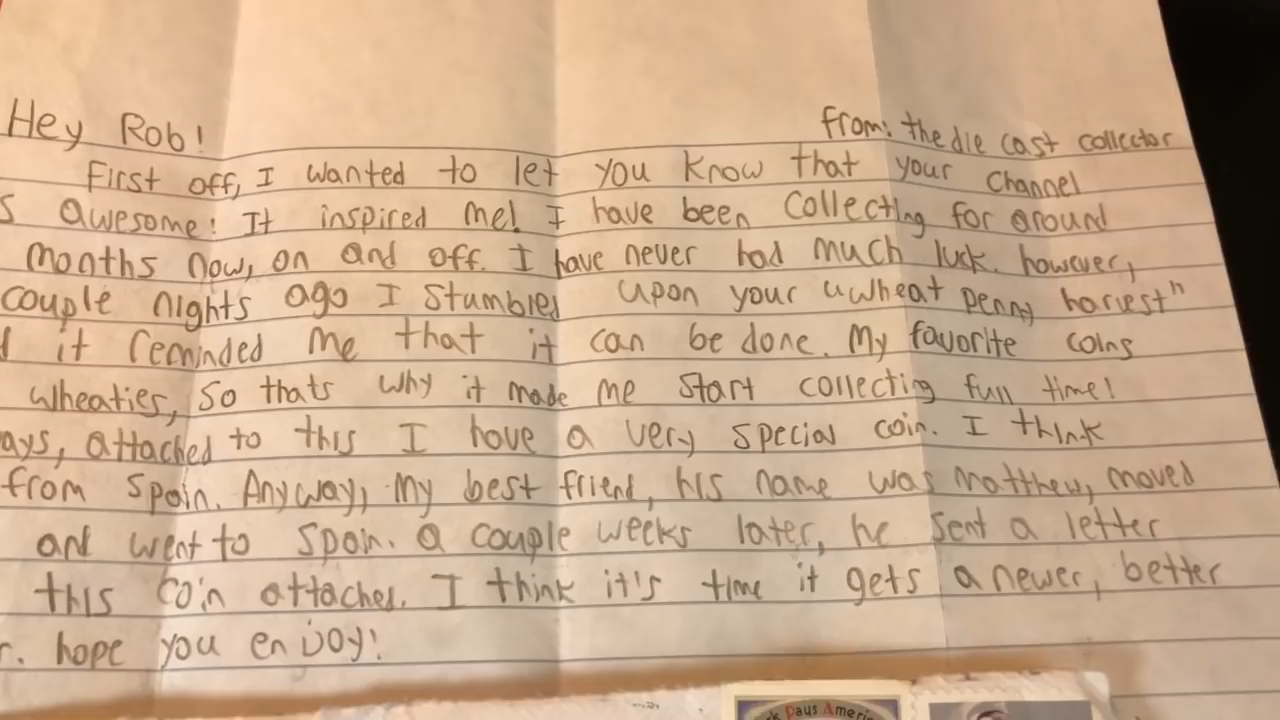 Hey Rob!
from: the die cast collector
First off, I wanted to let you know that your channel
s awesome! It inspired me! I have been collecting for around
months now, on and off. I have never had much luck. however,
couple nights ago I stumbled upon your "wheat penny harvest"
d it reminded me that it can be done. My favorite coins
wheaties, so thats why it made me start collecting full time!
ays, attached to this I have a very special coin. I think
from Spain. Anyway, my best friend, his name was Matthew, moved
and went to Spain. a couple weeks later, he sent a letter
this coin attached. I think it's time it gets a newer, better
r. hope you enjoy!
k Paus Ameri